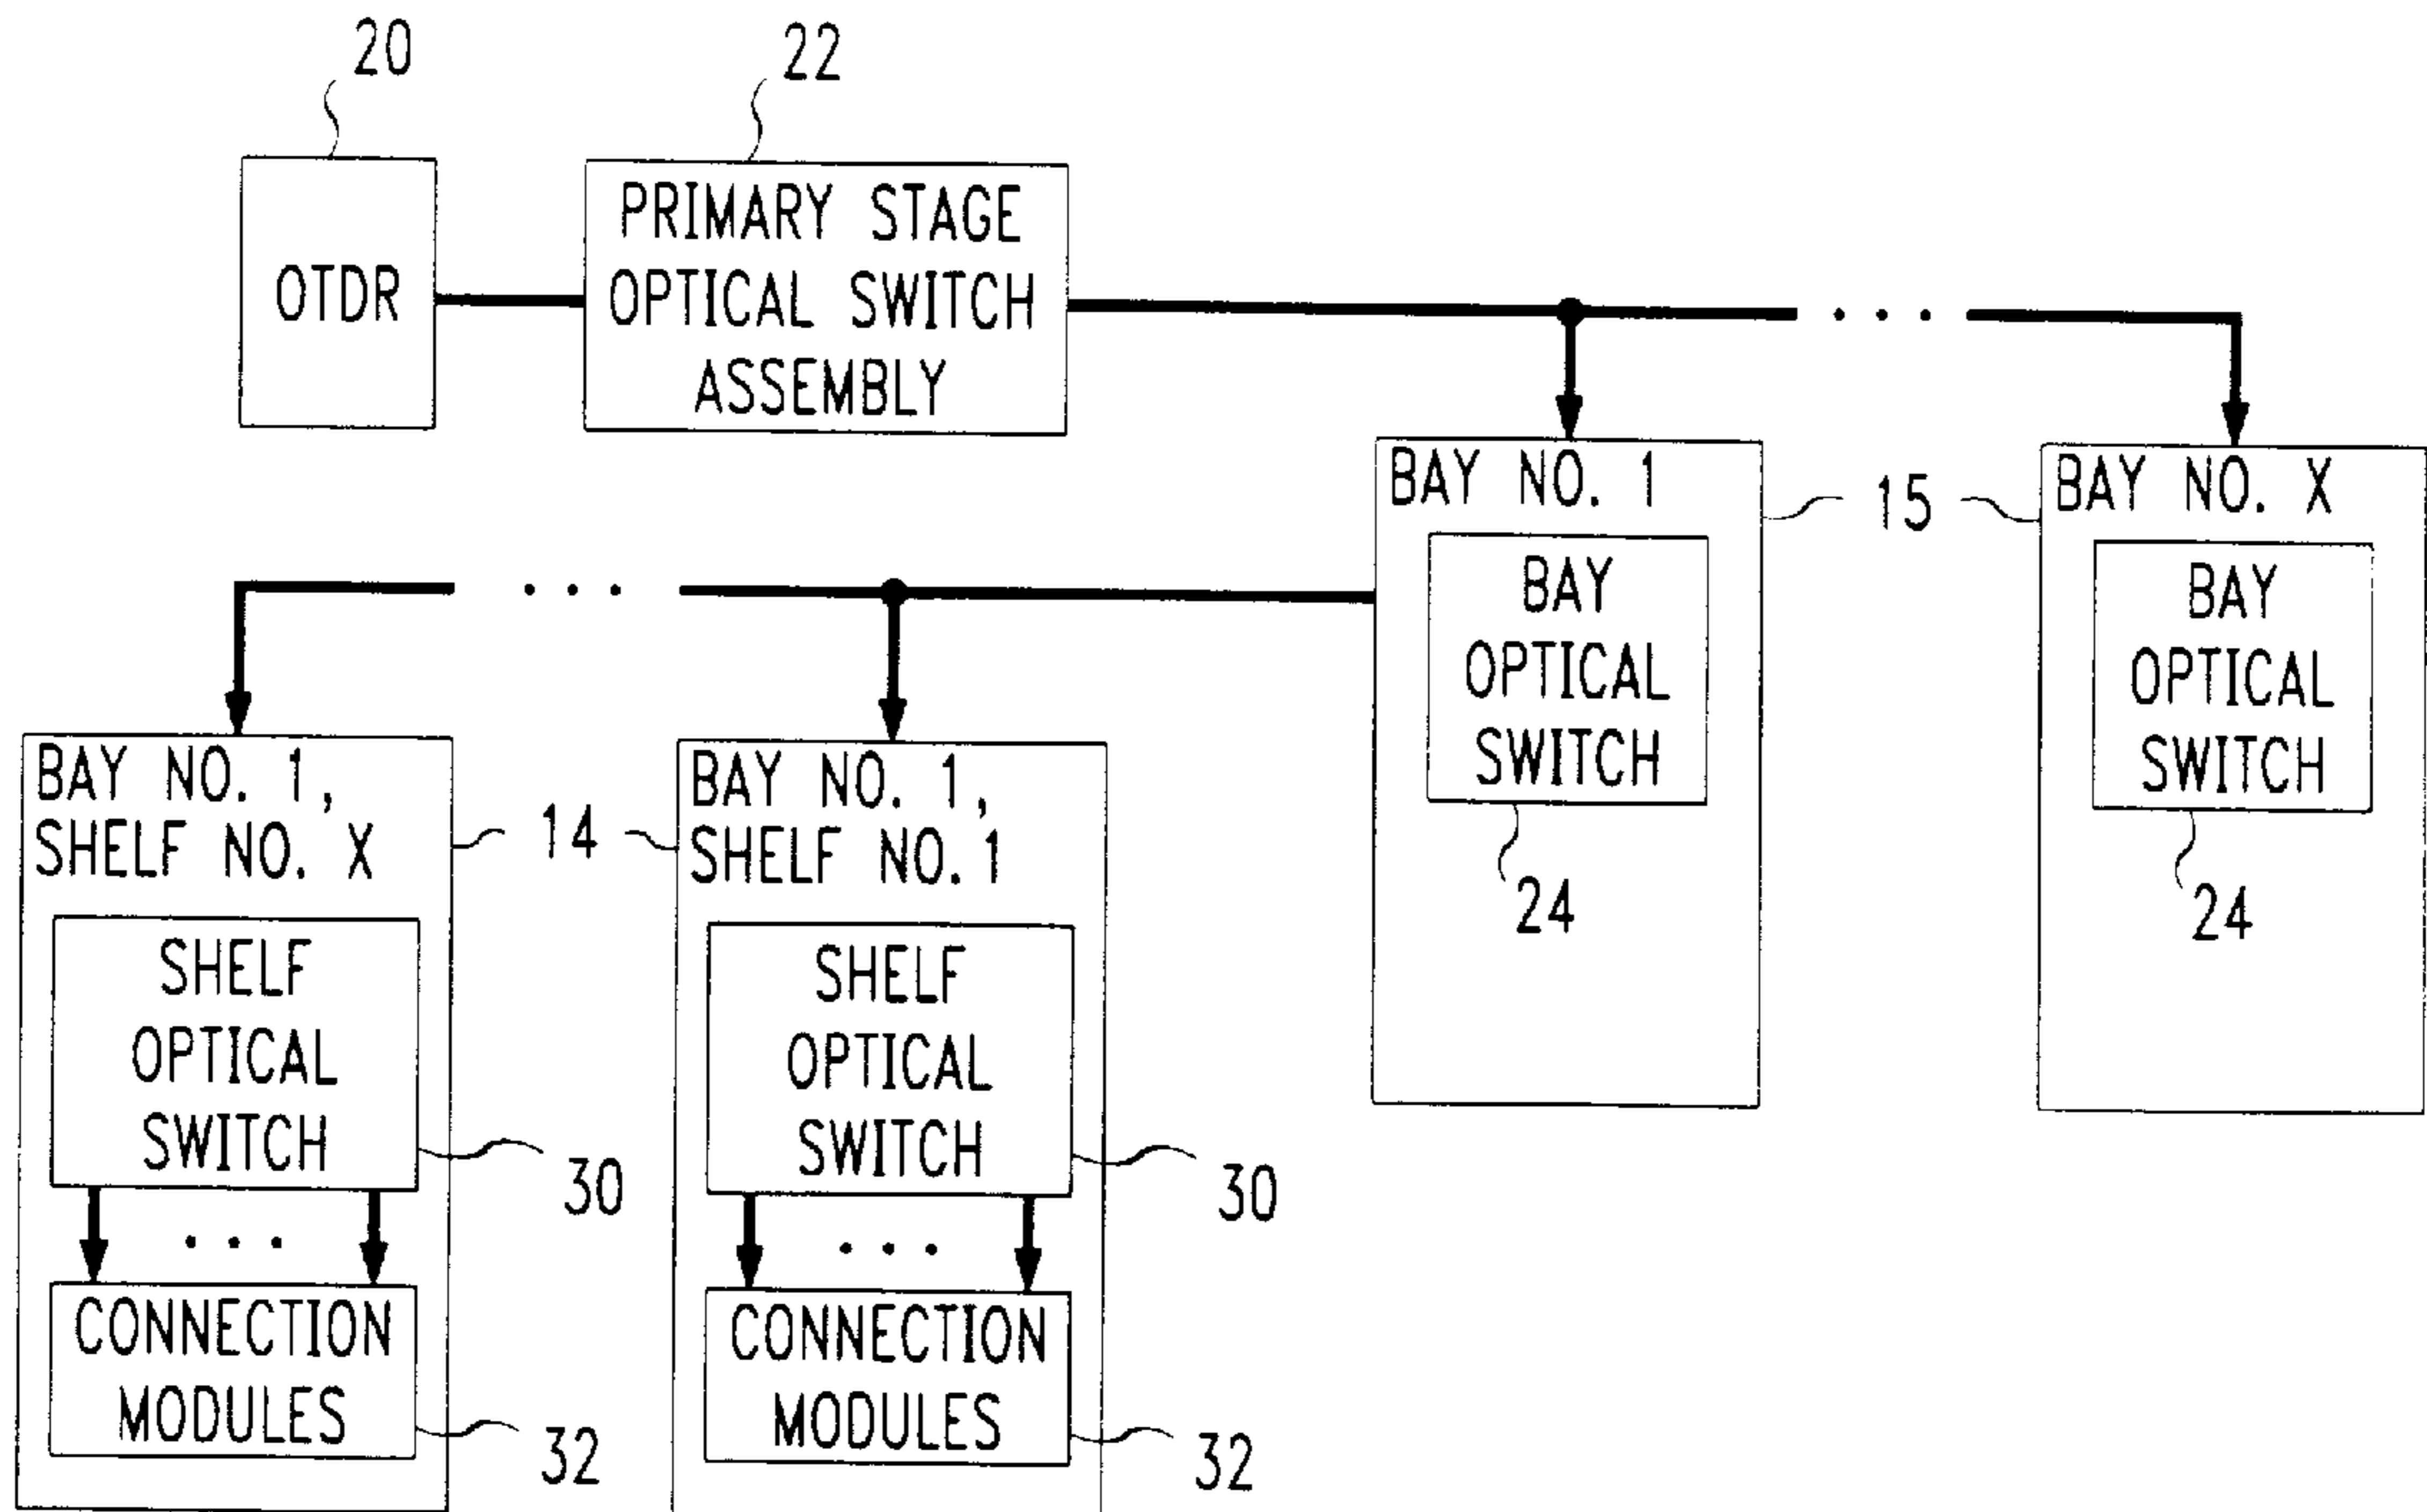 20
22
OTDR
PRIMARY STAGE
OPTICAL SWITCH
ASSEMBLY
. . .
BAY NO. 1
15
BAY NO. X
BAY
OPTICAL
SWITCH
24
BAY
OPTICAL
SWITCH
24
. . .
BAY NO. 1,
SHELF NO. X
14
BAY NO. 1,
SHELF NO. 1
SHELF
OPTICAL
SWITCH
30
. . .
CONNECTION
MODULES
32
SHELF
OPTICAL
SWITCH
30
. . .
CONNECTION
MODULES
32